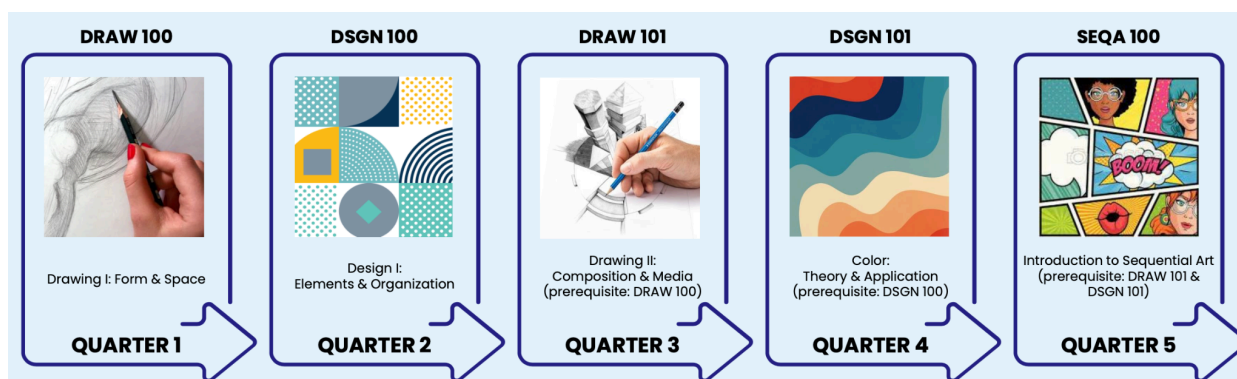 DRAW 100
Drawing I: Form & Space
QUARTER 1
DSGN 100
Design I:
Elements & Organization
QUARTER 2
DRAW 101
Drawing II:
Composition & Media
(prerequisite: DRAW 100)
QUARTER 3
DSGN 101
Color:
Theory & Application
(prerequisite: DSGN 100)
QUARTER 4
SEQA 100
BOOM!
Introduction to Sequential Art
(prerequisite: DRAW 101 &
DSGN 101)
QUARTER 5